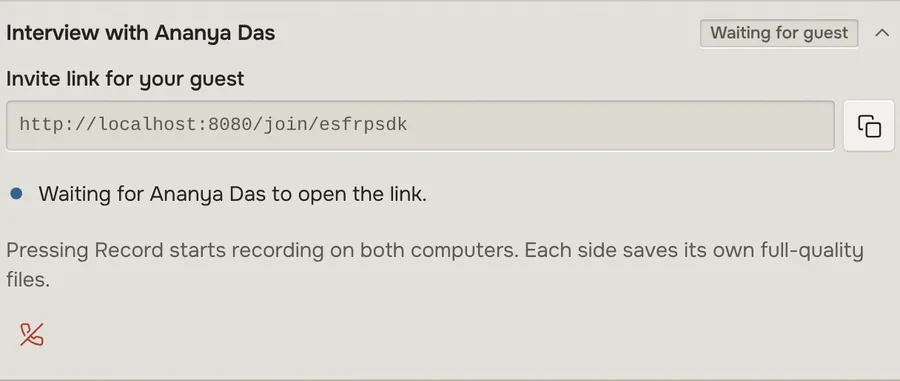 Interview with Ananya Das
Waiting for guest
Invite link for your guest
http://localhost:8080/join/esfrpsdk
Waiting for Ananya Das to open the link.
Pressing Record starts recording on both computers. Each side saves its own full-quality
files.